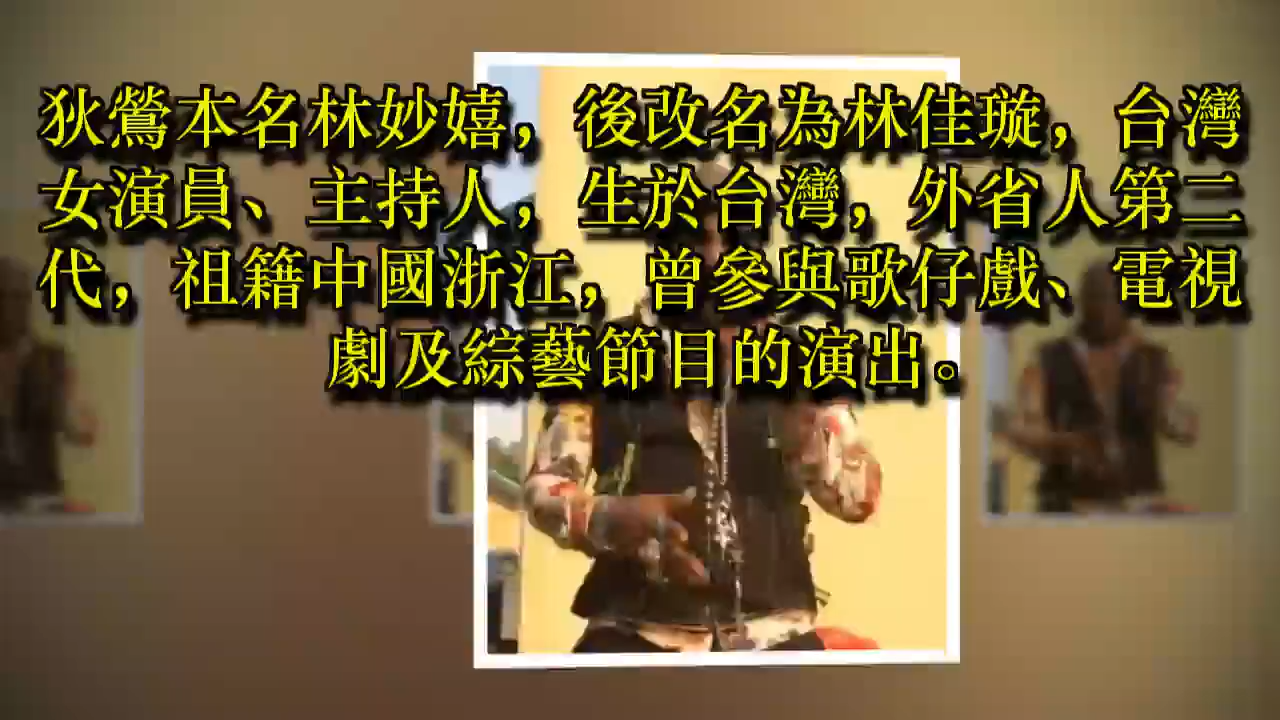 狄鶯本名林妙嬉，後改名為林佳璇，台灣
女演員、主持人，生於台灣，外省人第二
代，祖籍中國浙江，曾參與歌仔戲、電視
劇及綜藝節目的演出。